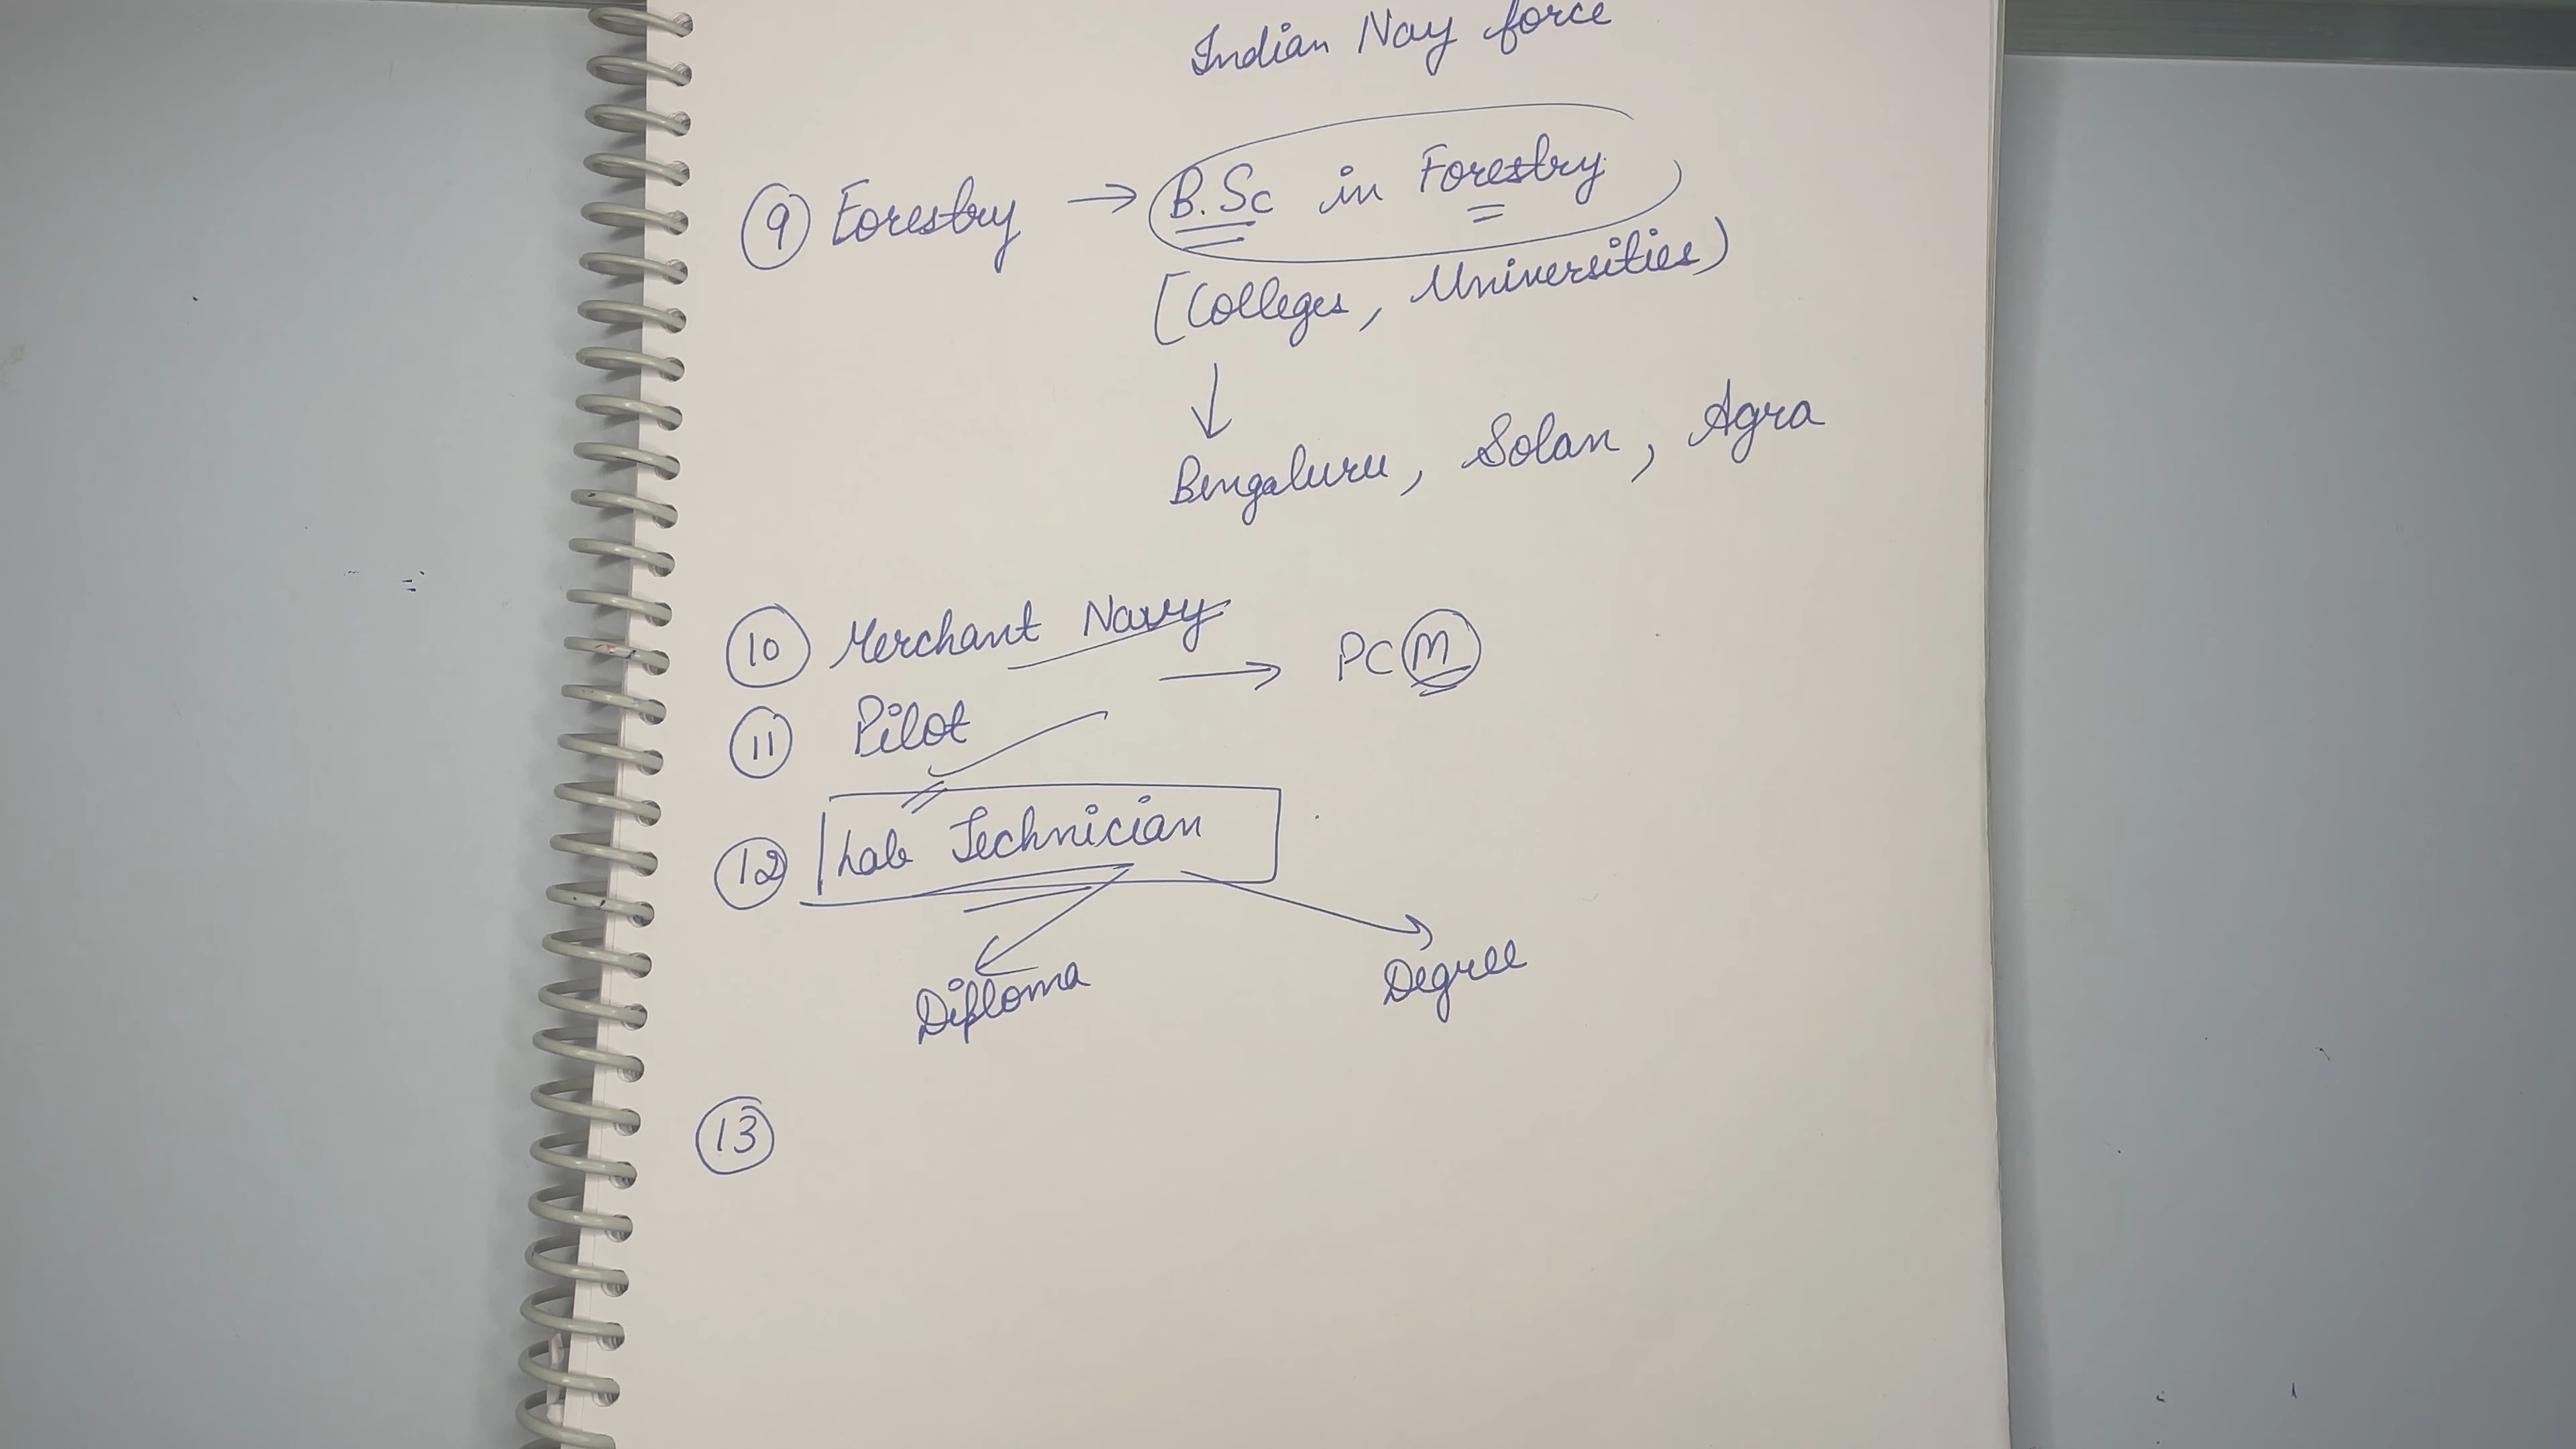 Indian Nay force
9 Forestry → B.Sc in Forestry
[Colleges, Universities)
↓
Bengaluru, Solan, Agra
10 Merchant Navy → PCM
11 Pilot
12 Lab Technician
Diploma Degree
13